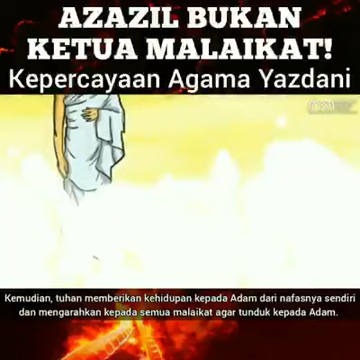 AZAZIL BUKAN
KETUA MALAIKAT!
Kepercayaan Agama Yazdani
Kemudian, tuhan memberikan kehidupan kepada Adam dari nafasnya sendiri
dan mengarahkan kepada semua malaikat agar tunduk kepada Adam.